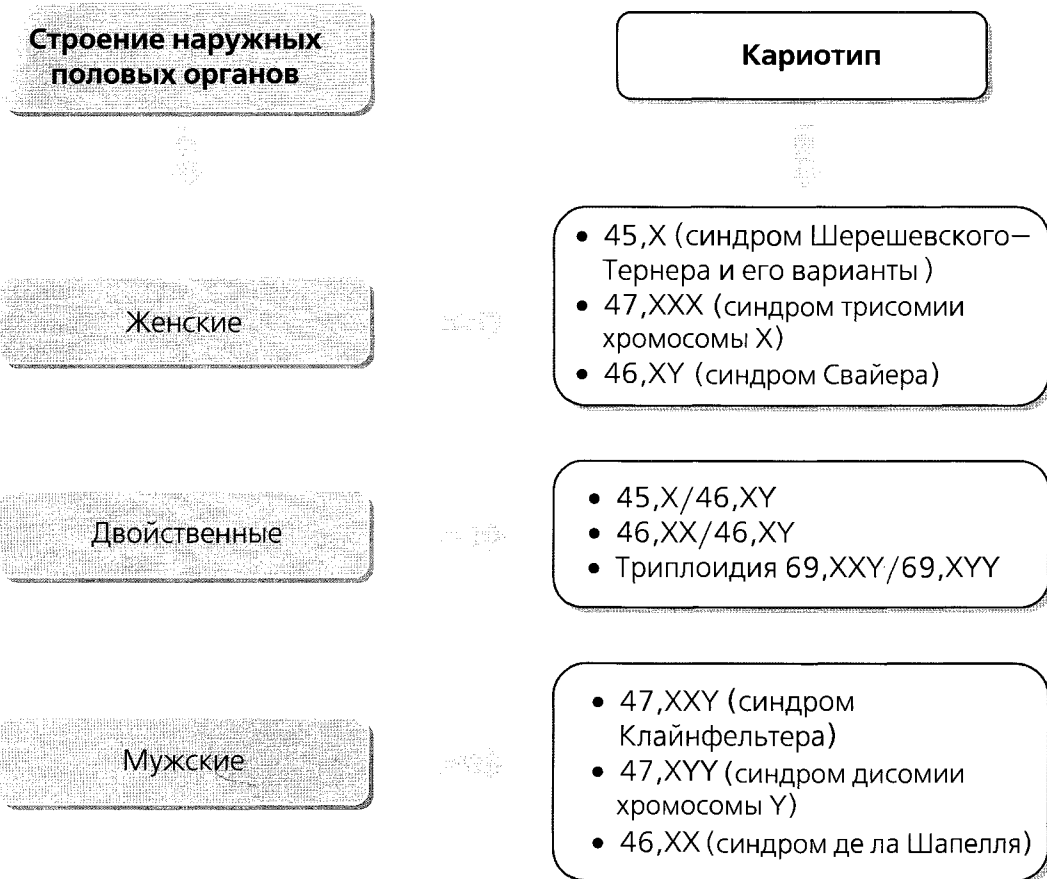 Строение наружных
половых органов
Кариотип
Женские
• 45,X (синдром Шерешевского—
Тернера и его варианты )
• 47,XXX (синдром трисомии
хромосомы X)
• 46,XY (синдром Свайера)
Двойственные
• 45,X/46,XY
• 46,XX/46,XY
• Триплоидия 69,XXY/69,XYY
Мужские
• 47,XXY (синдром
Клайнфельтера)
• 47,XYY (синдром дисомии
хромосомы Y)
• 46,XX (синдром де ла Шапелля)